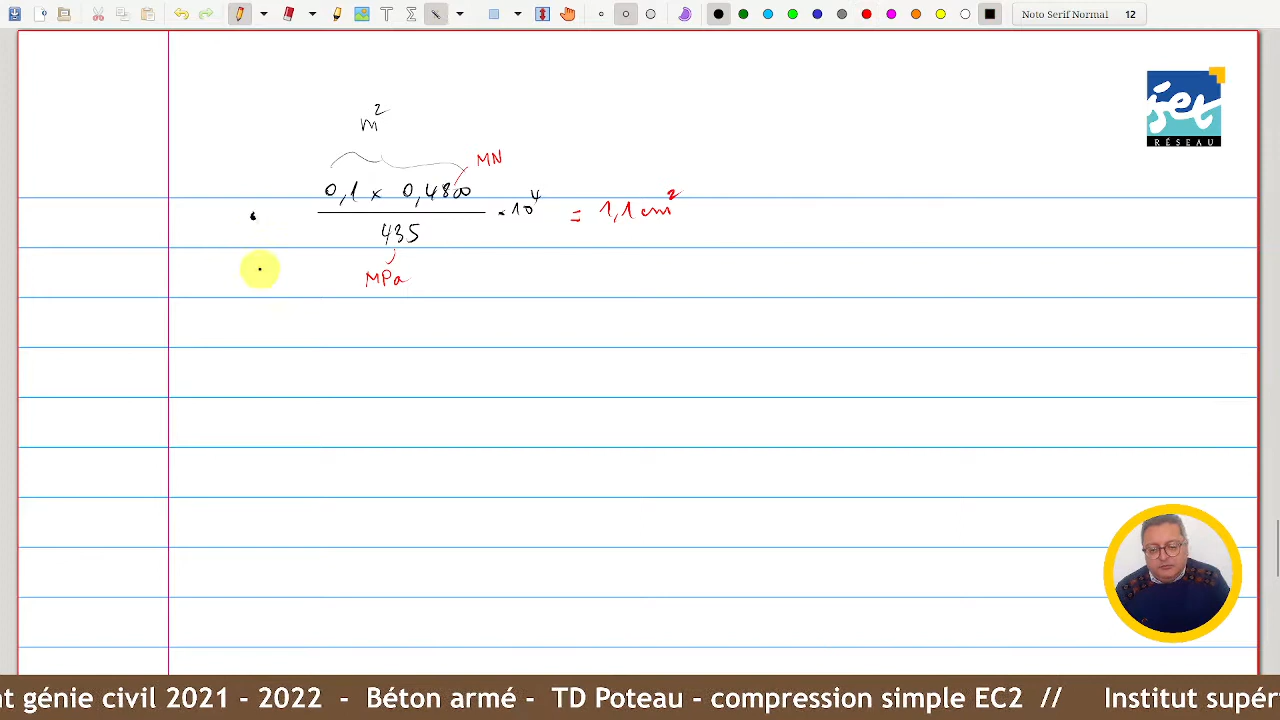 Noto Serif Normal 12
m²
MN
0,1 x 0,4800
435
· 10⁴ = 1,1 cm²
MPa
iset
RÉSEAU
t génie civil 2021 - 2022 - Béton armé - TD Poteau - compression simple EC2 // Institut supér